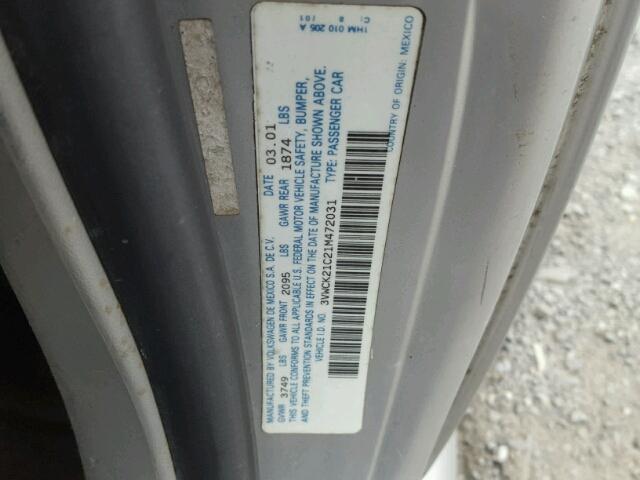 MANUFACTURED BY VOLKSWAGEN DE MEXICO S.A. DE C.V. DATE 03.01
GVWR 3749 LBS GAWR FRONT 2095 LBS GAWR REAR 1874 LBS
THIS VEHICLE CONFORMS TO ALL APPLICABLE U.S. FEDERAL MOTOR VEHICLE SAFETY, BUMPER,
AND THEFT PREVENTION STANDARDS IN EFFECT ON THE DATE OF MANUFACTURE SHOWN ABOVE.
VEHICLE I.D. NO. 3VWCK21C21M472031 TYPE: PASSENGER CAR
COUNTRY OF ORIGIN: MEXICO
1HM 010 205 A
C: 8 /01